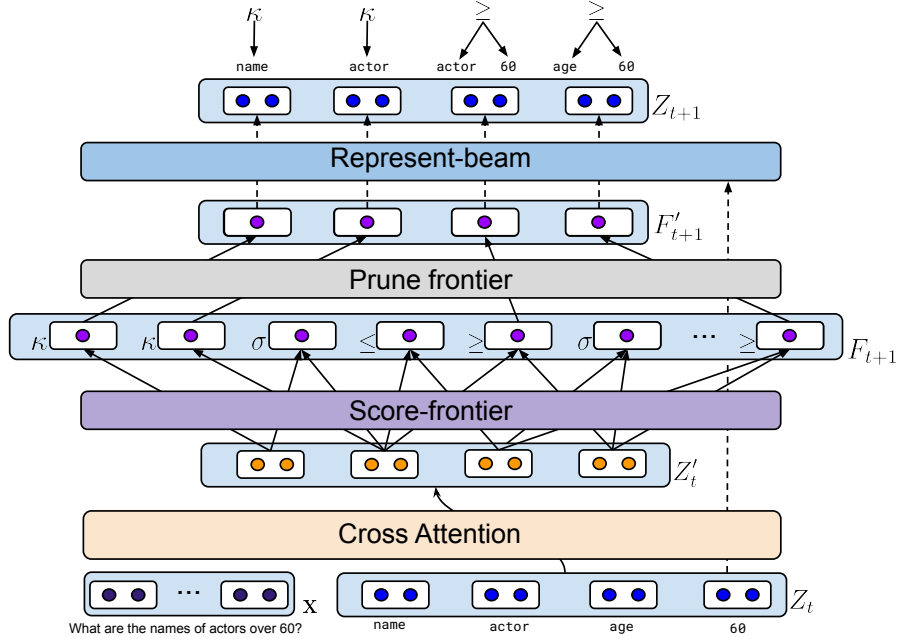 κ κ ≥ ≥
name actor actor 60 age 60
Z_{t+1}
Represent-beam
F'_{t+1}
Prune frontier
κ κ σ ≤ ≥ σ ... ≥ F_{t+1}
Score-frontier
Z'_t
Cross Attention
... x Z_t
What are the names of actors over 60? name actor age 60